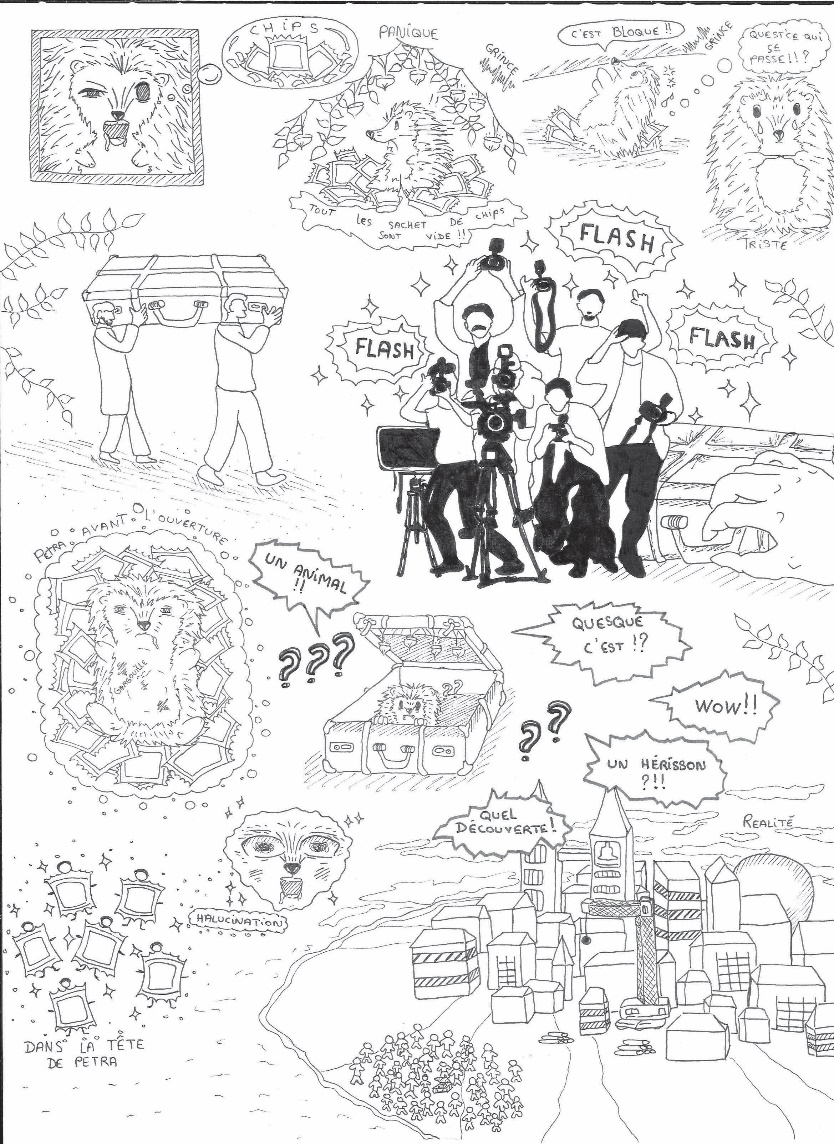 CHIPS
PANIQUE
GRINCE
C'EST BLOQUE !!
GRINCE
QUEST'CE QUI
SE
PASSE!!?
TOUT LES SACHET DE CHIPS
SONT VIDE !!
TRISTE
FLASH
FLASH
FLASH
PETRA AVANT L'OUVERTURE
GARGOUILLE
UN ANIMAL
!!
???
??
QUESQUE
C'EST !?
WOW!!
??
UN HÉRISSON
?!!
QUEL
DÉCOUVERTE!
REALITÉ
HALUCINATION
DANS LA TÊTE
DE PETRA